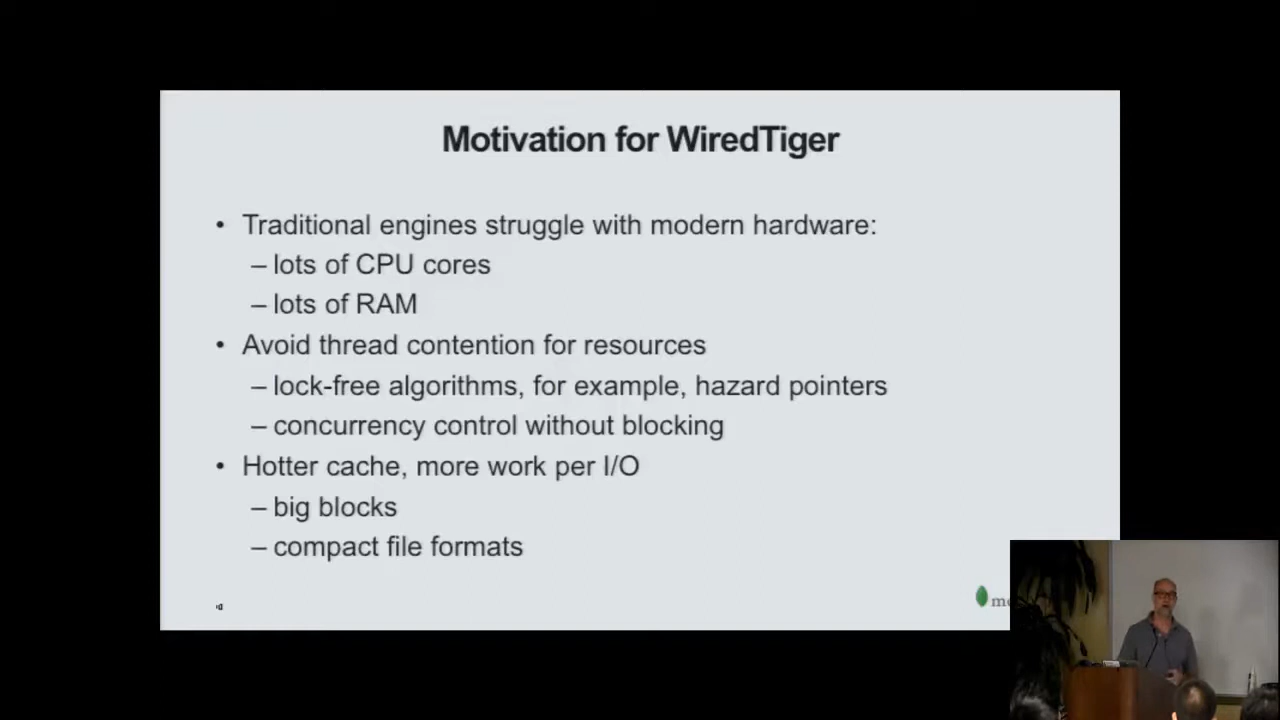 Motivation for WiredTiger
• Traditional engines struggle with modern hardware:
– lots of CPU cores
– lots of RAM
• Avoid thread contention for resources
– lock-free algorithms, for example, hazard pointers
– concurrency control without blocking
• Hotter cache, more work per I/O
– big blocks
– compact file formats